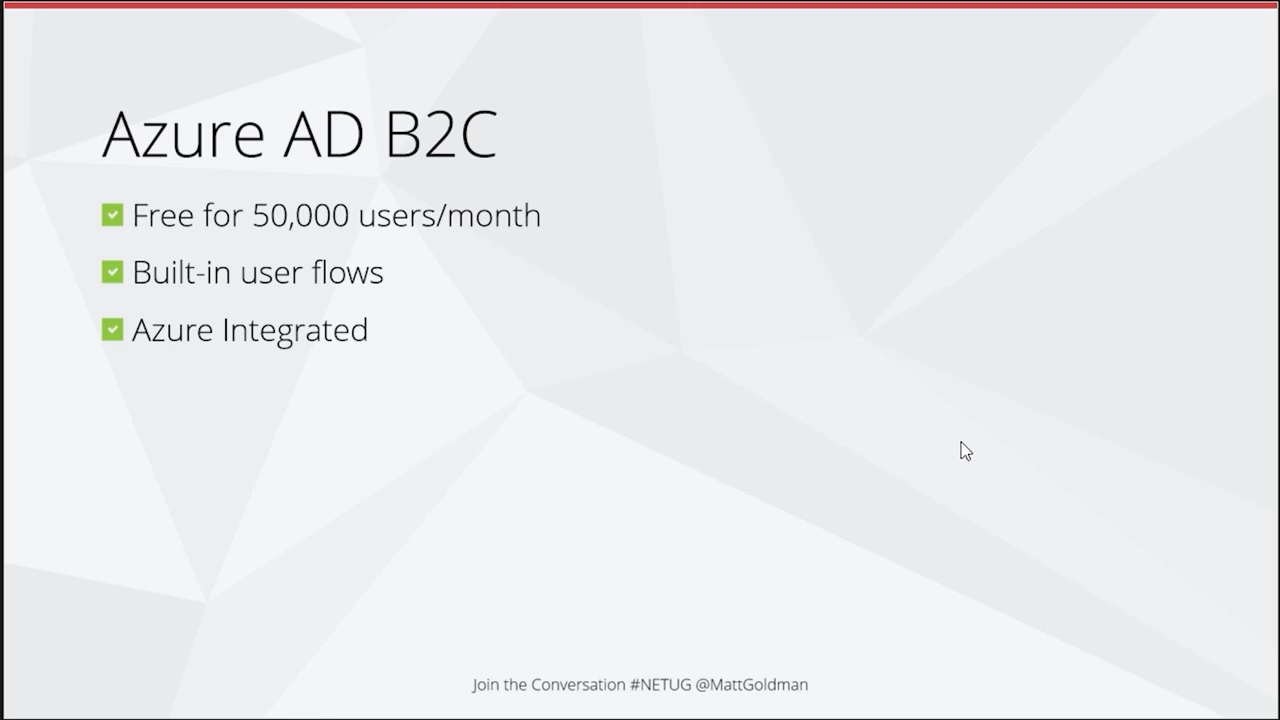 Azure AD B2C
Free for 50,000 users/month
Built-in user flows
Azure Integrated
Join the Conversation #NETUG @MattGoldman